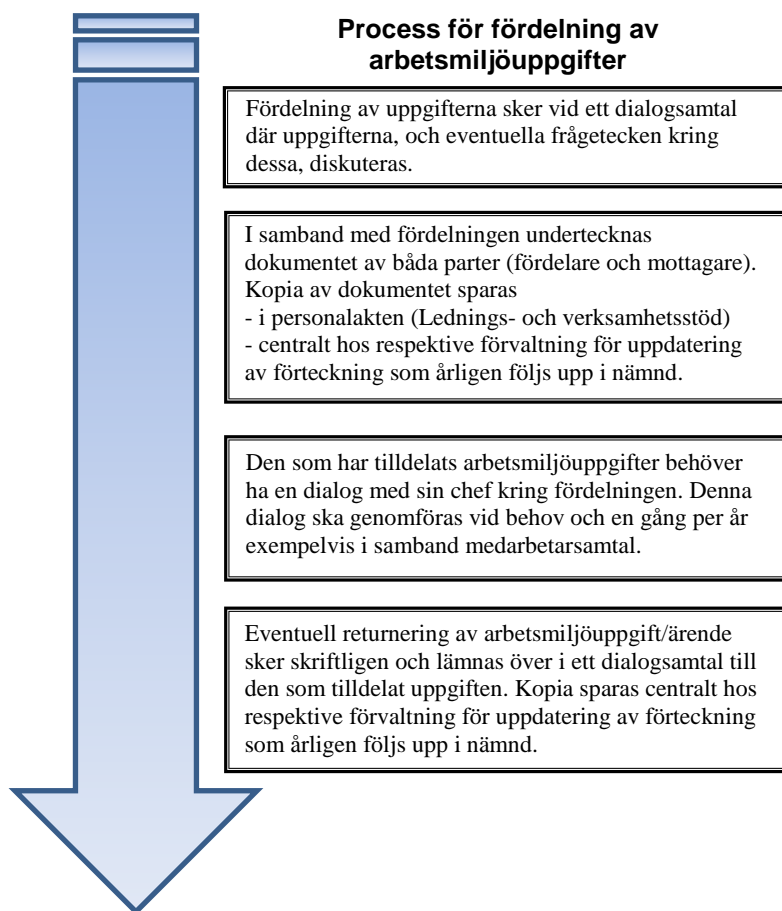 Process för fördelning av
arbetsmiljöuppgifter
Fördelning av uppgifterna sker vid ett dialogsamtal
där uppgifterna, och eventuella frågetecken kring
dessa, diskuteras.
I samband med fördelningen undertecknas
dokumentet av båda parter (fördelare och mottagare).
Kopia av dokumentet sparas
- i personalakten (Lednings- och verksamhetsstöd)
- centralt hos respektive förvaltning för uppdatering
av förteckning som årligen följs upp i nämnd.
Den som har tilldelats arbetsmiljöuppgifter behöver
ha en dialog med sin chef kring fördelningen. Denna
dialog ska genomföras vid behov och en gång per år
exempelvis i samband medarbetarsamtal.
Eventuell returnering av arbetsmiljöuppgift/ärende
sker skriftligen och lämnas över i ett dialogsamtal till
den som tilldelat uppgiften. Kopia sparas centralt hos
respektive förvaltning för uppdatering av förteckning
som årligen följs upp i nämnd.